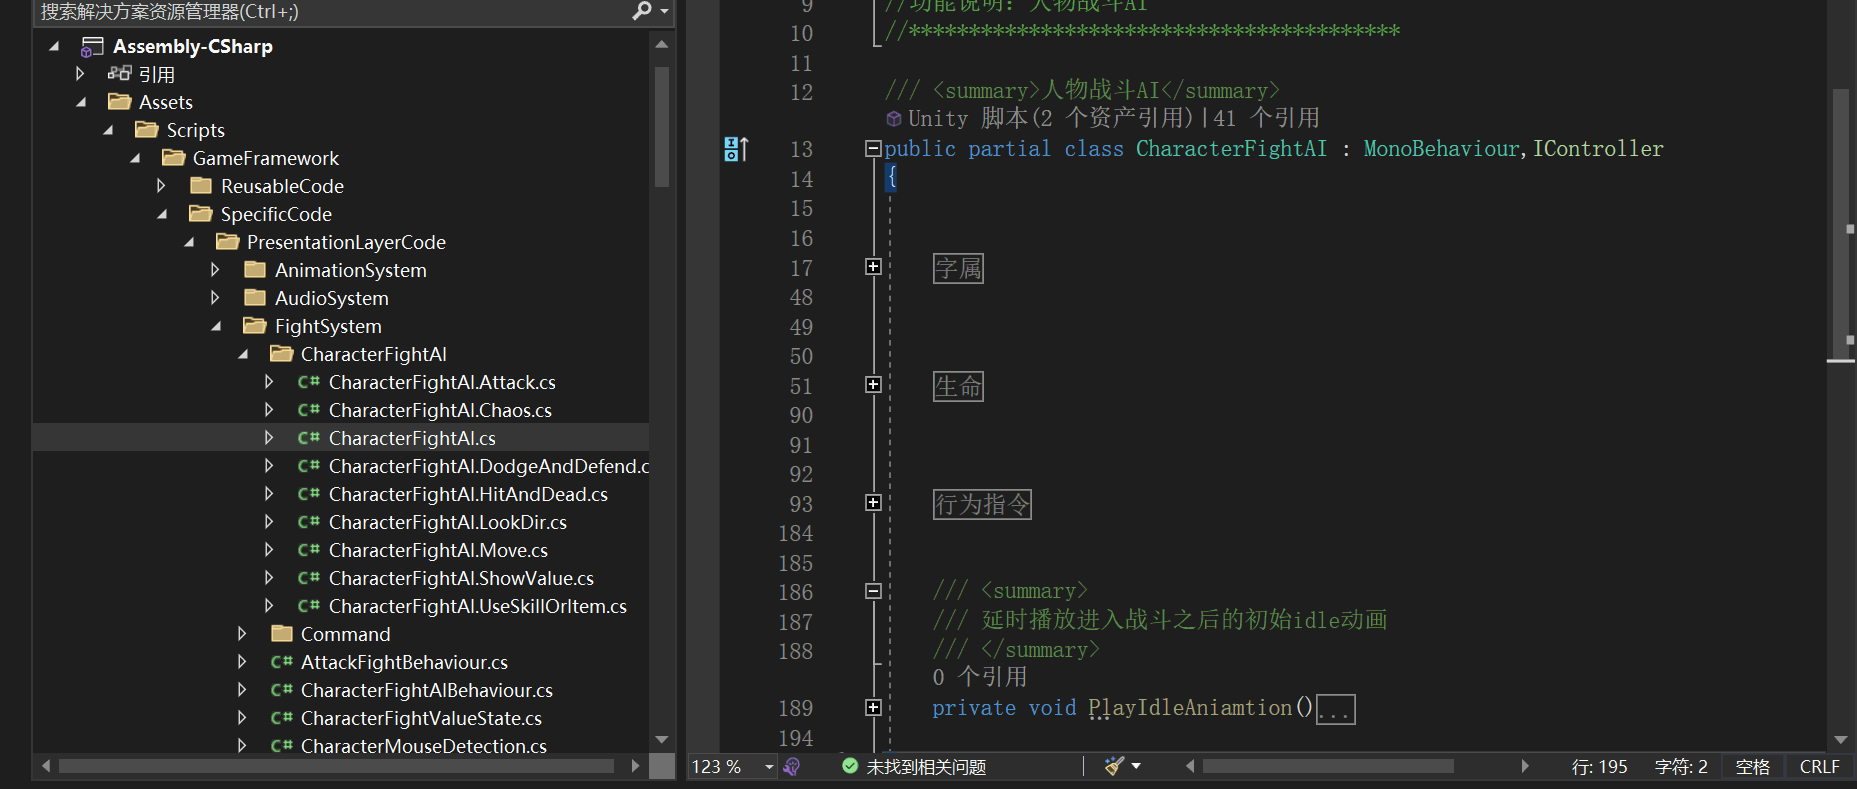 搜索解决方案资源管理器(Ctrl+;)
Assembly-CSharp
引用
Assets
Scripts
GameFramework
ReusableCode
SpecificCode
PresentationLayerCode
AnimationSystem
AudioSystem
FightSystem
CharacterFightAI
C# CharacterFightAI.Attack.cs
C# CharacterFightAI.Chaos.cs
C# CharacterFightAI.cs
C# CharacterFightAI.DodgeAndDefend.c
C# CharacterFightAI.HitAndDead.cs
C# CharacterFightAI.LookDir.cs
C# CharacterFightAI.Move.cs
C# CharacterFightAI.ShowValue.cs
C# CharacterFightAI.UseSkillOrItem.cs
Command
C# AttackFightBehaviour.cs
C# CharacterFightAIBehaviour.cs
C# CharacterFightValueState.cs
C# CharacterMouseDetection.cs
9 //功能说明: 人物战斗AI
10 //*****************************************
11
12 /// <summary>人物战斗AI</summary>
Unity 脚本(2 个资产引用)|41 个引用
13 public partial class CharacterFightAI : MonoBehaviour,IController
14 {
15
16
17 字属
48
49
50
51 生命
90
91
92
93 行为指令
184
185
186 /// <summary>
187 /// 延时播放进入战斗之后的初始idle动画
188 /// </summary>
0 个引用
189 private void PlayIdleAniamtion()...
194
123 % 未找到相关问题 行: 195 字符: 2 空格 CRLF